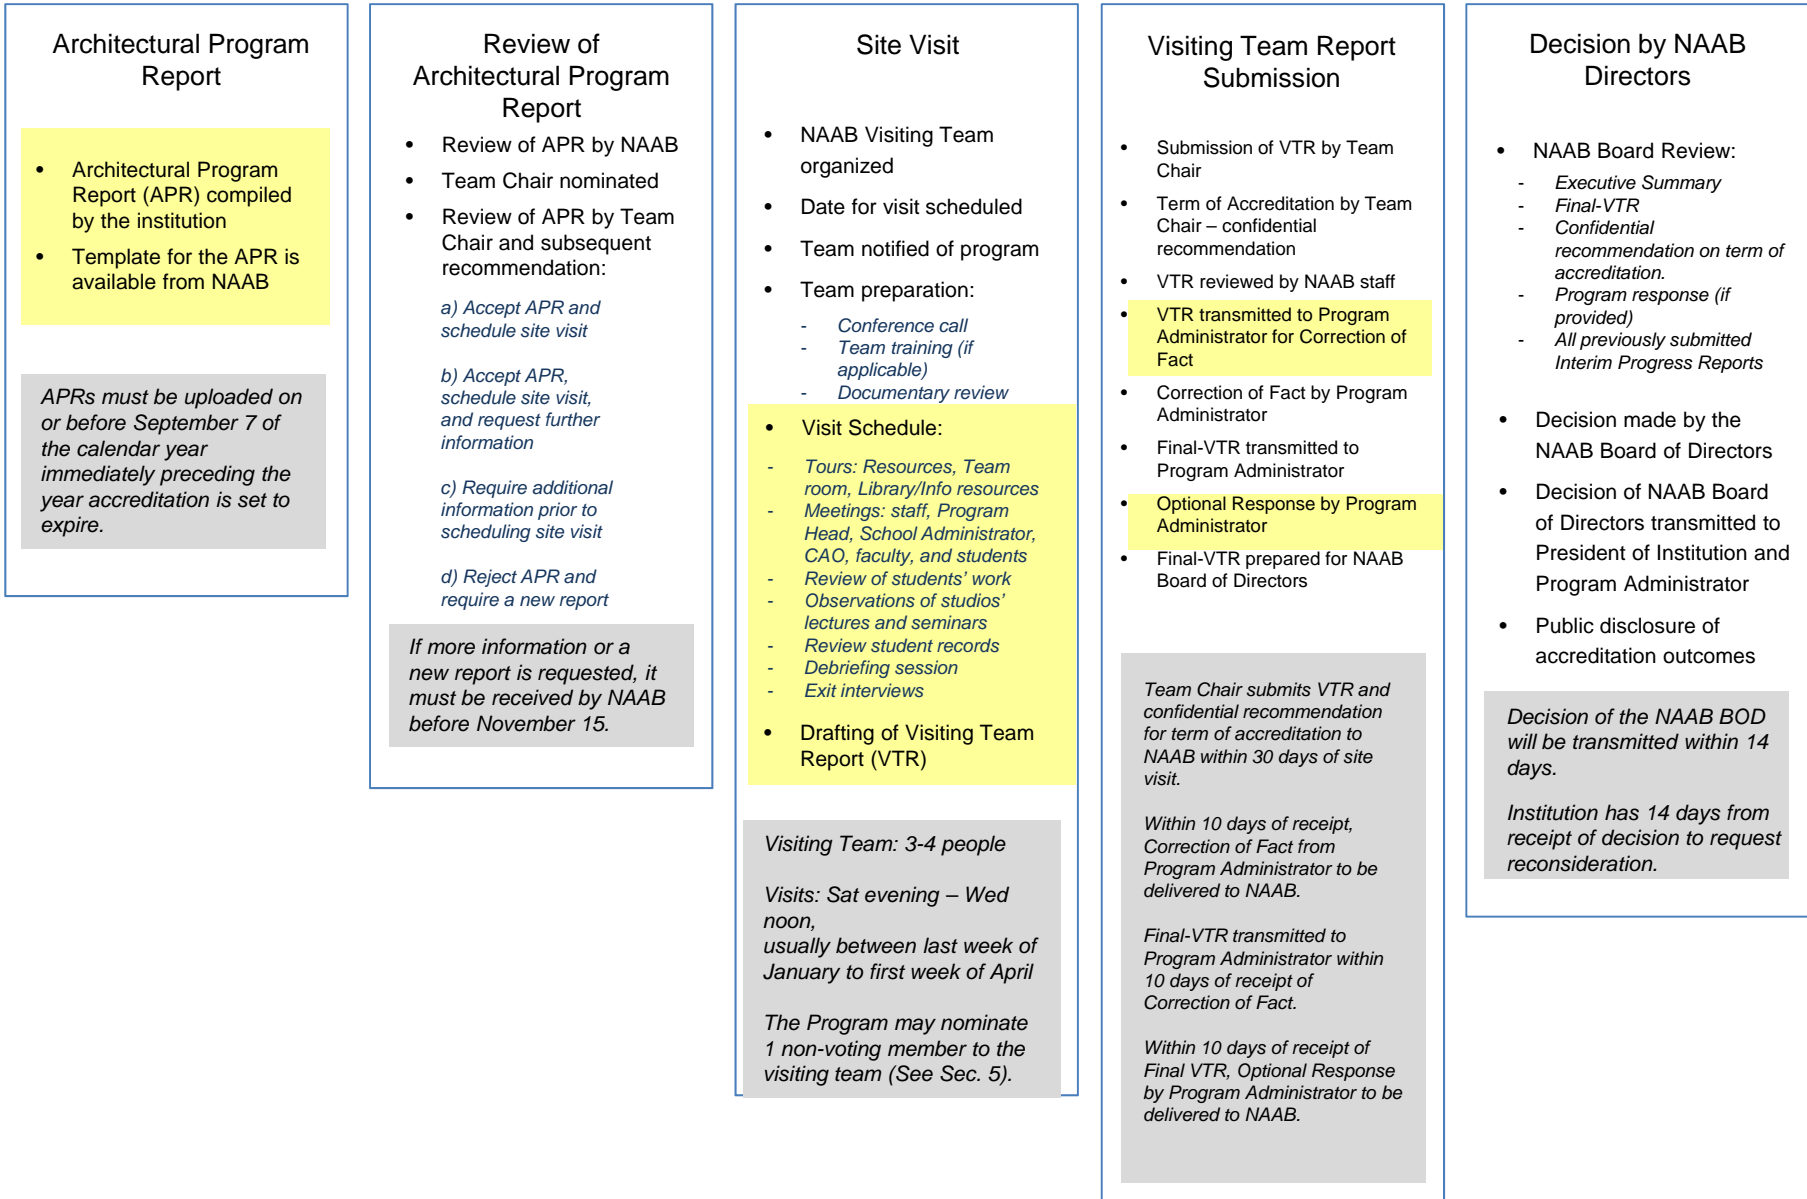 Architectural Program
Report
• Architectural Program
Report (APR) compiled
by the institution
• Template for the APR is
available from NAAB
APRs must be uploaded on
or before September 7 of
the calendar year
immediately preceding the
year accreditation is set to
expire.
Review of
Architectural Program
Report
• Review of APR by NAAB
• Team Chair nominated
• Review of APR by Team
Chair and subsequent
recommendation:
a) Accept APR and
schedule site visit
b) Accept APR,
schedule site visit,
and request further
information
c) Require additional
information prior to
scheduling site visit
d) Reject APR and
require a new report
If more information or a
new report is requested, it
must be received by NAAB
before November 15.
Site Visit
• NAAB Visiting Team
organized
• Date for visit scheduled
• Team notified of program
• Team preparation:
- Conference call
- Team training (if
applicable)
- Documentary review
• Visit Schedule:
- Tours: Resources, Team
room, Library/Info resources
- Meetings: staff, Program
Head, School Administrator,
CAO, faculty, and students
- Review of students' work
- Observations of studios'
lectures and seminars
- Review student records
- Debriefing session
- Exit interviews
• Drafting of Visiting Team
Report (VTR)
Visiting Team: 3-4 people
Visits: Sat evening – Wed
noon,
usually between last week of
January to first week of April
The Program may nominate
1 non-voting member to the
visiting team (See Sec. 5).
Visiting Team Report
Submission
• Submission of VTR by Team
Chair
• Term of Accreditation by Team
Chair – confidential
recommendation
• VTR reviewed by NAAB staff
• VTR transmitted to Program
Administrator for Correction of
Fact
• Correction of Fact by Program
Administrator
• Final-VTR transmitted to
Program Administrator
• Optional Response by Program
Administrator
• Final-VTR prepared for NAAB
Board of Directors
Team Chair submits VTR and
confidential recommendation
for term of accreditation to
NAAB within 30 days of site
visit.
Within 10 days of receipt,
Correction of Fact from
Program Administrator to be
delivered to NAAB.
Final-VTR transmitted to
Program Administrator within
10 days of receipt of
Correction of Fact.
Within 10 days of receipt of
Final VTR, Optional Response
by Program Administrator to be
delivered to NAAB.
Decision by NAAB
Directors
• NAAB Board Review:
- Executive Summary
- Final-VTR
- Confidential
recommendation on term of
accreditation.
- Program response (if
provided)
- All previously submitted
Interim Progress Reports
• Decision made by the
NAAB Board of Directors
• Decision of NAAB Board
of Directors transmitted to
President of Institution and
Program Administrator
• Public disclosure of
accreditation outcomes
Decision of the NAAB BOD
will be transmitted within 14
days.
Institution has 14 days from
receipt of decision to request
reconsideration.